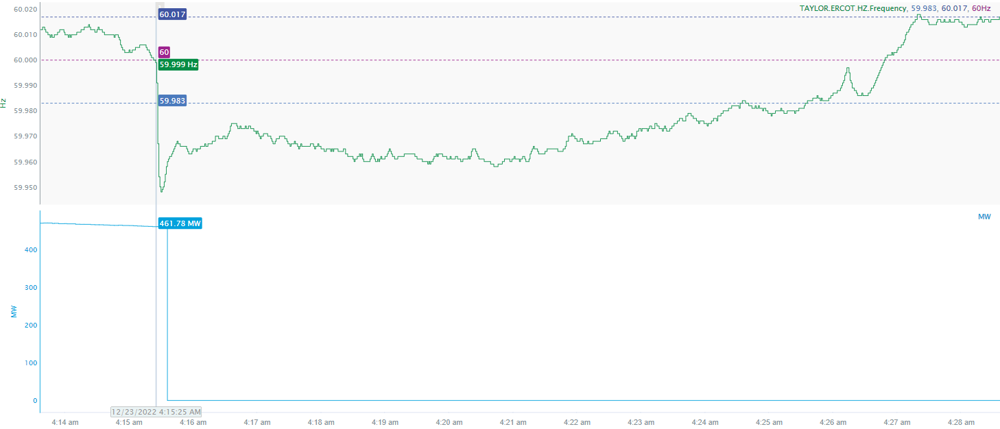 60.020
60.010
60.000
59.990
59.980
59.970
59.960
59.950
Hz
TAYLOR.ERCOT.HZ.Frequency, 59.983, 60.017, 60Hz
60.017
60
59.999 Hz
59.983
461.78 MW
MW
400
300
200
100
0
MW
12/23/2022 4:15:25 AM
4:14 am 4:15 am 4:16 am 4:17 am 4:18 am 4:19 am 4:20 am 4:21 am 4:22 am 4:23 am 4:24 am 4:25 am 4:26 am 4:27 am 4:28 am